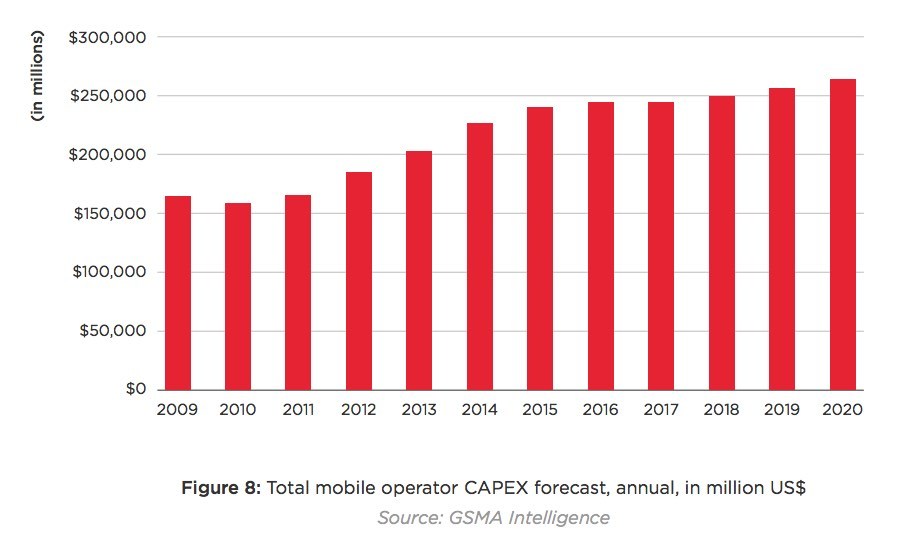 (in millions)
$300,000
$250,000
$200,000
$150,000
$100,000
$50,000
$0
2009 2010 2011 2012 2013 2014 2015 2016 2017 2018 2019 2020
Figure 8: Total mobile operator CAPEX forecast, annual, in million US$
Source: GSMA Intelligence